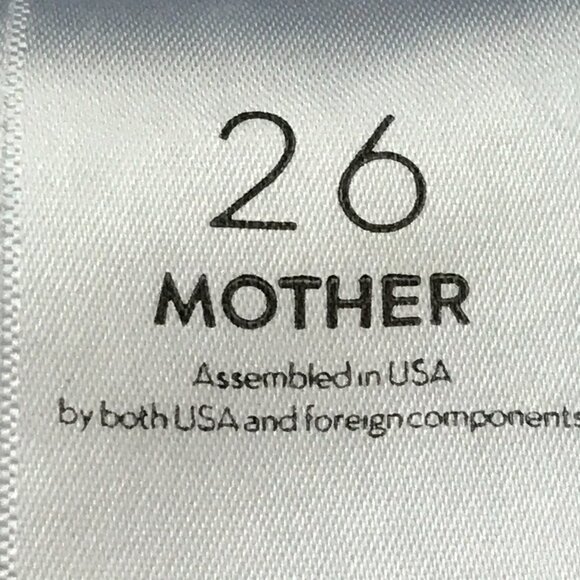 26
MOTHER
Assembled in USA
by both USA and foreign components